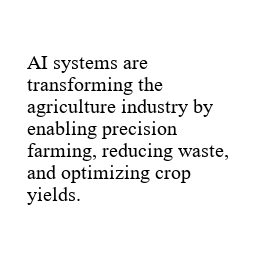 AI systems are
transforming the
agriculture industry by
enabling precision
farming, reducing waste,
and optimizing crop
yields.